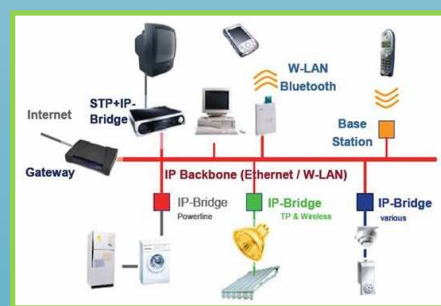 W-LAN
Bluetooth
STP+IP-
Bridge
Internet
Base
Station
Gateway
IP Backbone (Ethernet / W-LAN)
IP-Bridge
Powerline
IP-Bridge
TP & Wireless
IP-Bridge
various